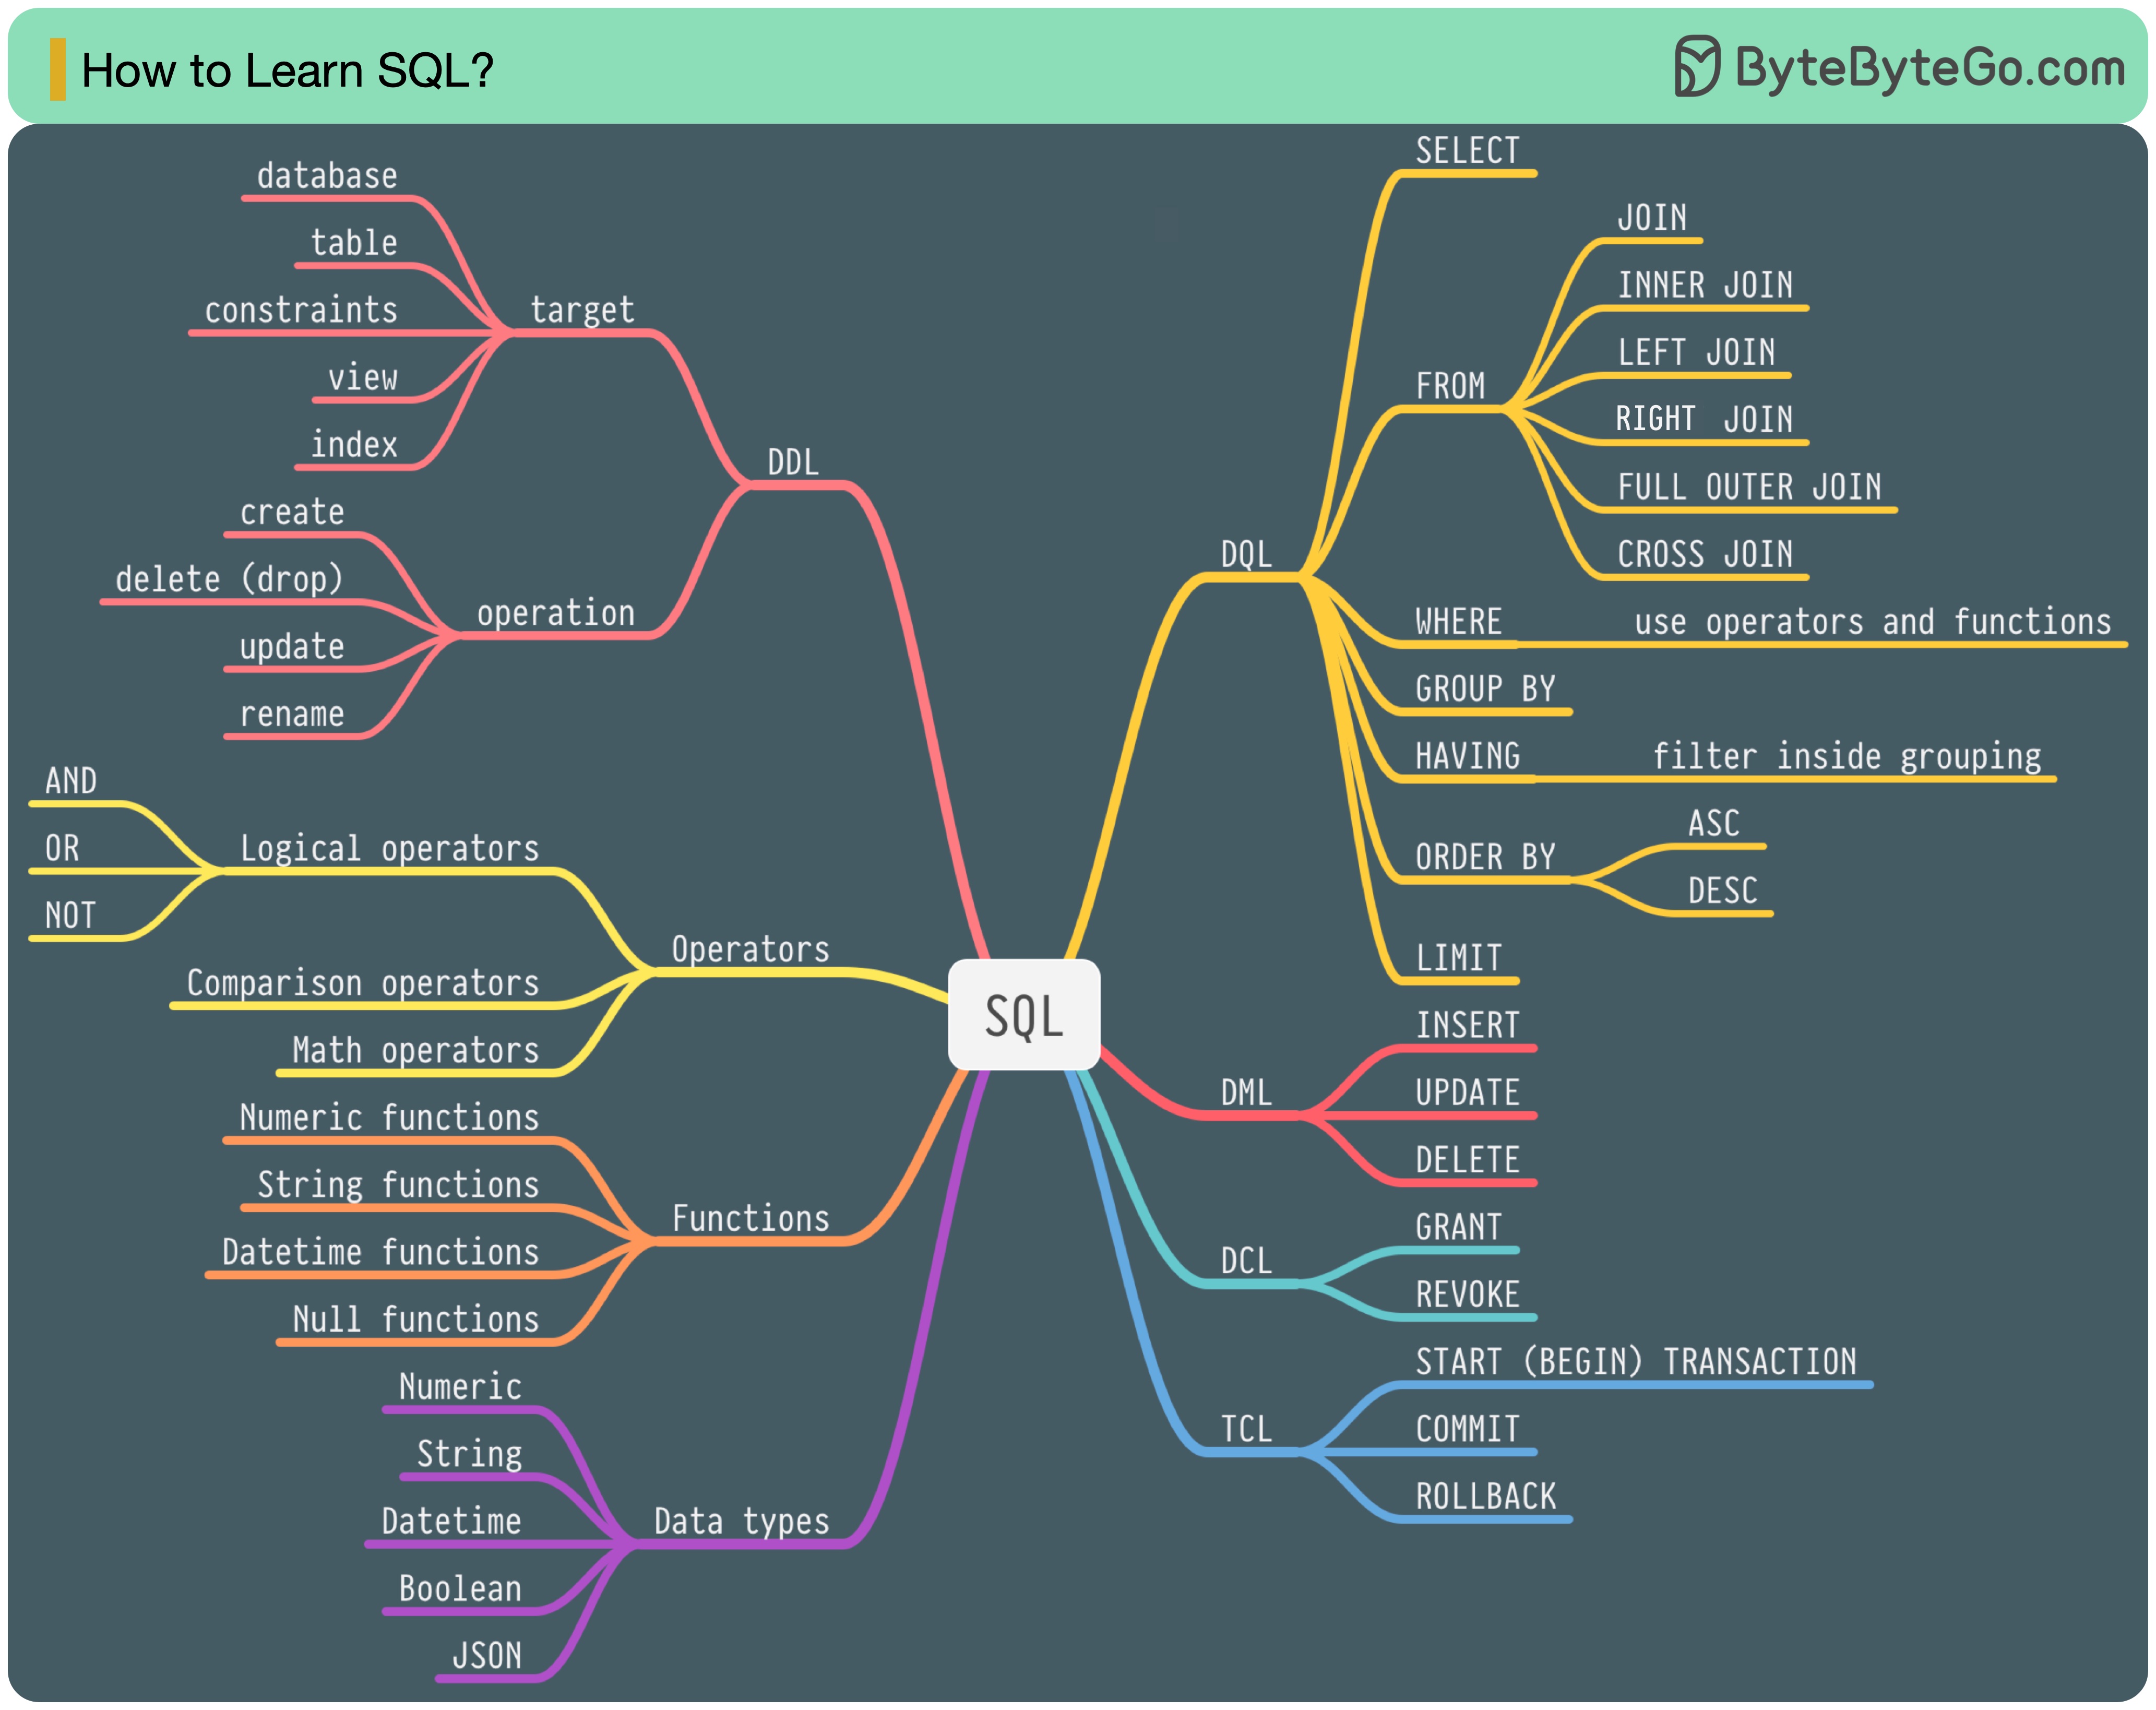 How to Learn SQL?
ByteByteGo.com
database
table
constraints
view
index
target
create
delete (drop)
update
rename
operation
DDL
AND
OR
NOT
Logical operators
Comparison operators
Math operators
Operators
Numeric functions
String functions
Datetime functions
Null functions
Functions
Numeric
String
Datetime
Boolean
JSON
Data types
SQL
DQL
SELECT
FROM
JOIN
INNER JOIN
LEFT JOIN
RIGHT JOIN
FULL OUTER JOIN
CROSS JOIN
WHERE
use operators and functions
GROUP BY
HAVING
filter inside grouping
ORDER BY
ASC
DESC
LIMIT
DML
INSERT
UPDATE
DELETE
DCL
GRANT
REVOKE
TCL
START (BEGIN) TRANSACTION
COMMIT
ROLLBACK